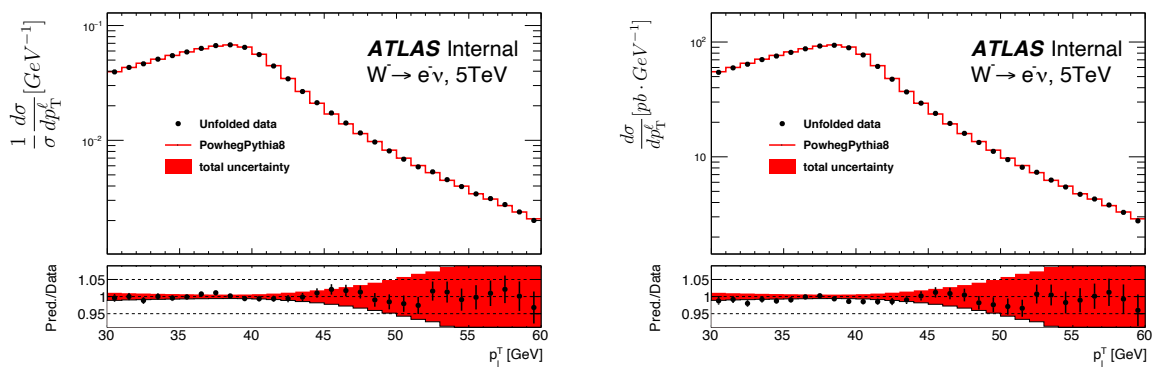 10⁻¹
10⁻²
1/σ dσ/dp_T^ℓ [GeV⁻¹]
ATLAS Internal
W⁻→ e⁻ν, 5TeV
Unfolded data
PowhegPythia8
total uncertainty
Pred./Data
1.05
1
0.95
30 35 40 45 50 55 60
p_l^T [GeV]
10²
10
dσ/dp_T^ℓ [pb · GeV⁻¹]
ATLAS Internal
W⁻→ e⁻ν, 5TeV
Unfolded data
PowhegPythia8
total uncertainty
Pred./Data
1.05
1
0.95
30 35 40 45 50 55 60
p_l^T [GeV]